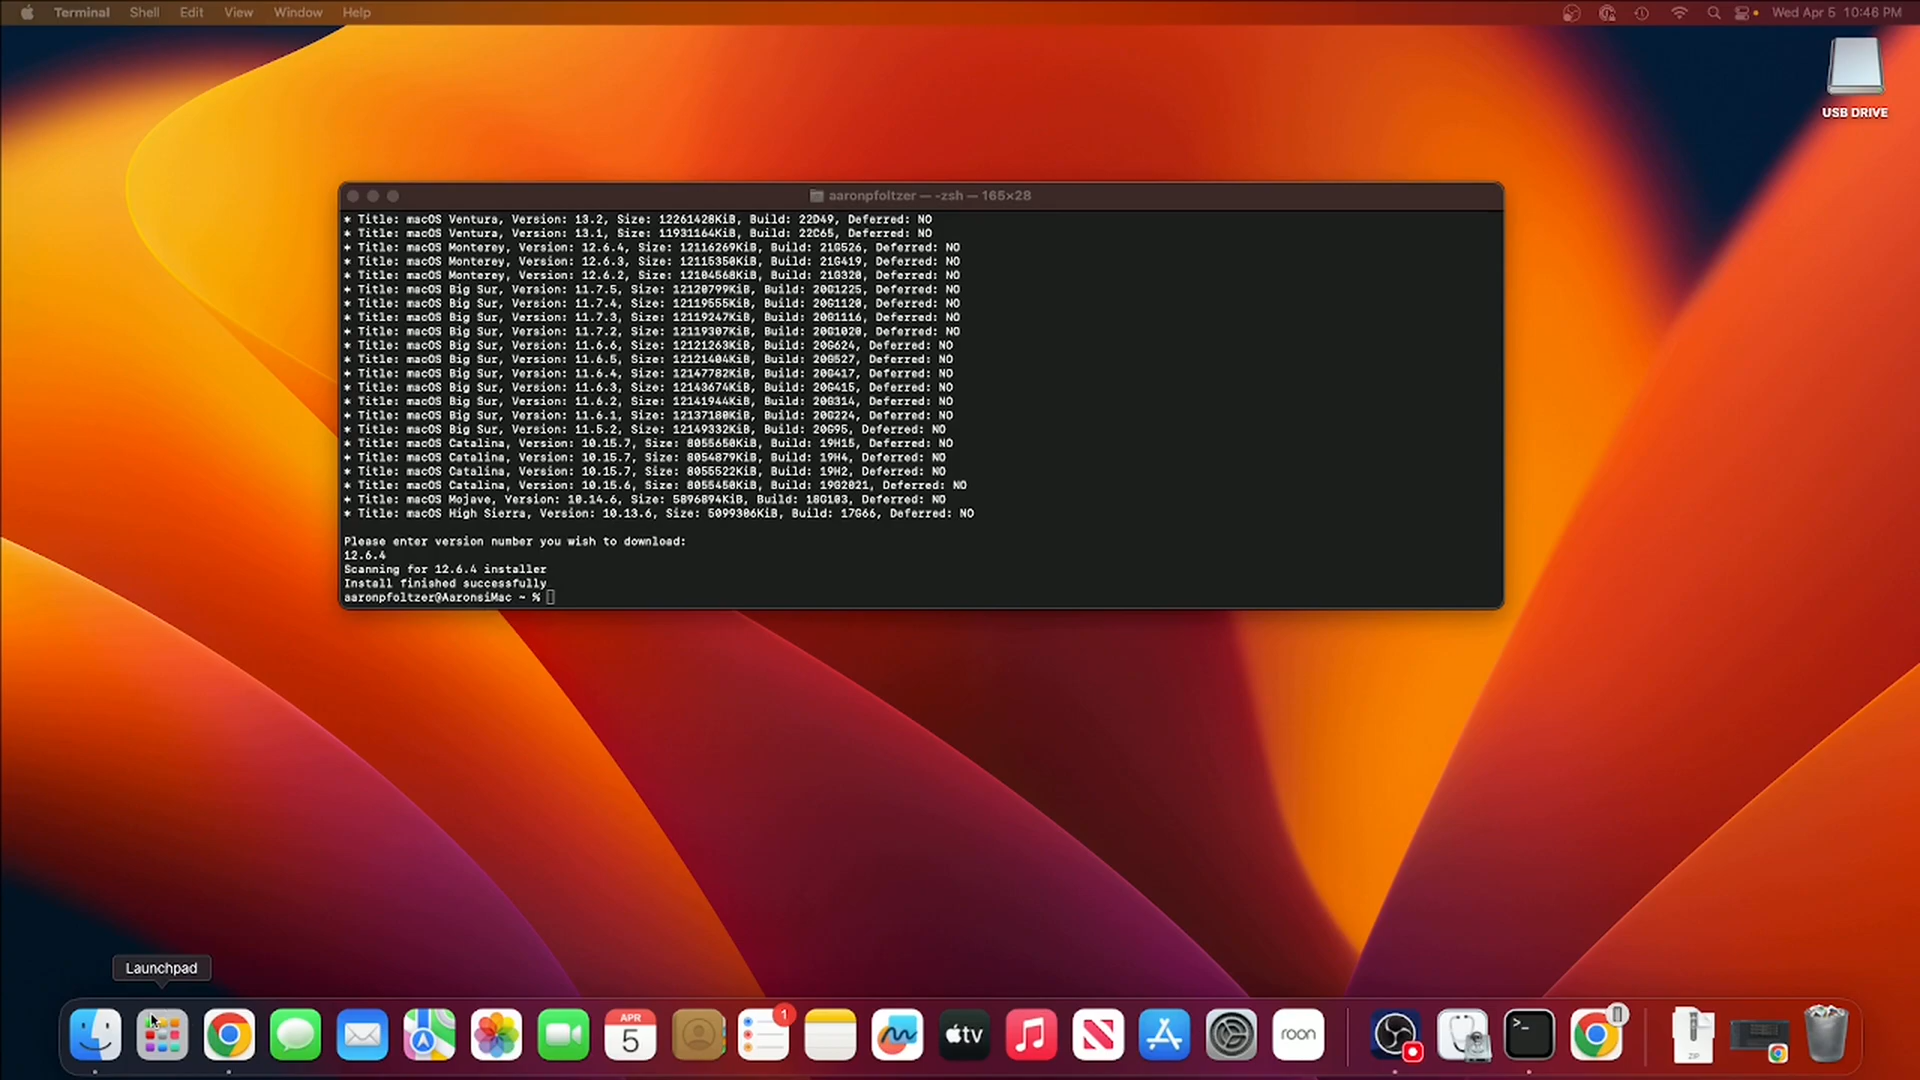 Terminal Shell Edit View Window Help
Wed Apr 5 10:46 PM
USB DRIVE
aaronpfoltzer — -zsh — 165×28
* Title: macOS Ventura, Version: 13.2, Size: 12261428KiB, Build: 22D49, Deferred: NO
* Title: macOS Ventura, Version: 13.1, Size: 11931164KiB, Build: 22C65, Deferred: NO
* Title: macOS Monterey, Version: 12.6.4, Size: 12116269KiB, Build: 21G526, Deferred: NO
* Title: macOS Monterey, Version: 12.6.3, Size: 12115350KiB, Build: 21G419, Deferred: NO
* Title: macOS Monterey, Version: 12.6.2, Size: 12104568KiB, Build: 21G320, Deferred: NO
* Title: macOS Big Sur, Version: 11.7.5, Size: 12120799KiB, Build: 20G1225, Deferred: NO
* Title: macOS Big Sur, Version: 11.7.4, Size: 12119555KiB, Build: 20G1120, Deferred: NO
* Title: macOS Big Sur, Version: 11.7.3, Size: 12119247KiB, Build: 20G1116, Deferred: NO
* Title: macOS Big Sur, Version: 11.7.2, Size: 12119307KiB, Build: 20G1020, Deferred: NO
* Title: macOS Big Sur, Version: 11.6.6, Size: 12121263KiB, Build: 20G624, Deferred: NO
* Title: macOS Big Sur, Version: 11.6.5, Size: 12121404KiB, Build: 20G527, Deferred: NO
* Title: macOS Big Sur, Version: 11.6.4, Size: 12147782KiB, Build: 20G417, Deferred: NO
* Title: macOS Big Sur, Version: 11.6.3, Size: 12143674KiB, Build: 20G415, Deferred: NO
* Title: macOS Big Sur, Version: 11.6.2, Size: 12141944KiB, Build: 20G314, Deferred: NO
* Title: macOS Big Sur, Version: 11.6.1, Size: 12137180KiB, Build: 20G224, Deferred: NO
* Title: macOS Big Sur, Version: 11.5.2, Size: 12149332KiB, Build: 20G95, Deferred: NO
* Title: macOS Catalina, Version: 10.15.7, Size: 8055650KiB, Build: 19H15, Deferred: NO
* Title: macOS Catalina, Version: 10.15.7, Size: 8054879KiB, Build: 19H4, Deferred: NO
* Title: macOS Catalina, Version: 10.15.7, Size: 8055522KiB, Build: 19H2, Deferred: NO
* Title: macOS Catalina, Version: 10.15.6, Size: 8055450KiB, Build: 19G2021, Deferred: NO
* Title: macOS Mojave, Version: 10.14.6, Size: 5896894KiB, Build: 18G103, Deferred: NO
* Title: macOS High Sierra, Version: 10.13.6, Size: 5099306KiB, Build: 17G66, Deferred: NO
Please enter version number you wish to download:
12.6.4
Scanning for 12.6.4 installer
Install finished successfully
aaronpfoltzer@AaronsiMac ~ %
Launchpad
APR
5
1
tv
roon
>_
ZIP